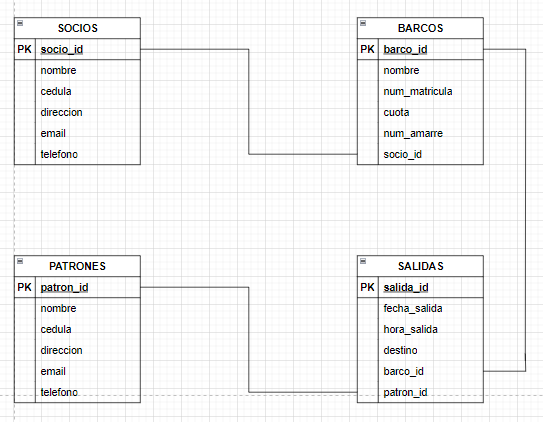 SOCIOS
PK socio_id
nombre
cedula
direccion
email
telefono
BARCOS
PK barco_id
nombre
num_matricula
cuota
num_amarre
socio_id
PATRONES
PK patron_id
nombre
cedula
direccion
email
telefono
SALIDAS
PK salida_id
fecha_salida
hora_salida
destino
barco_id
patron_id